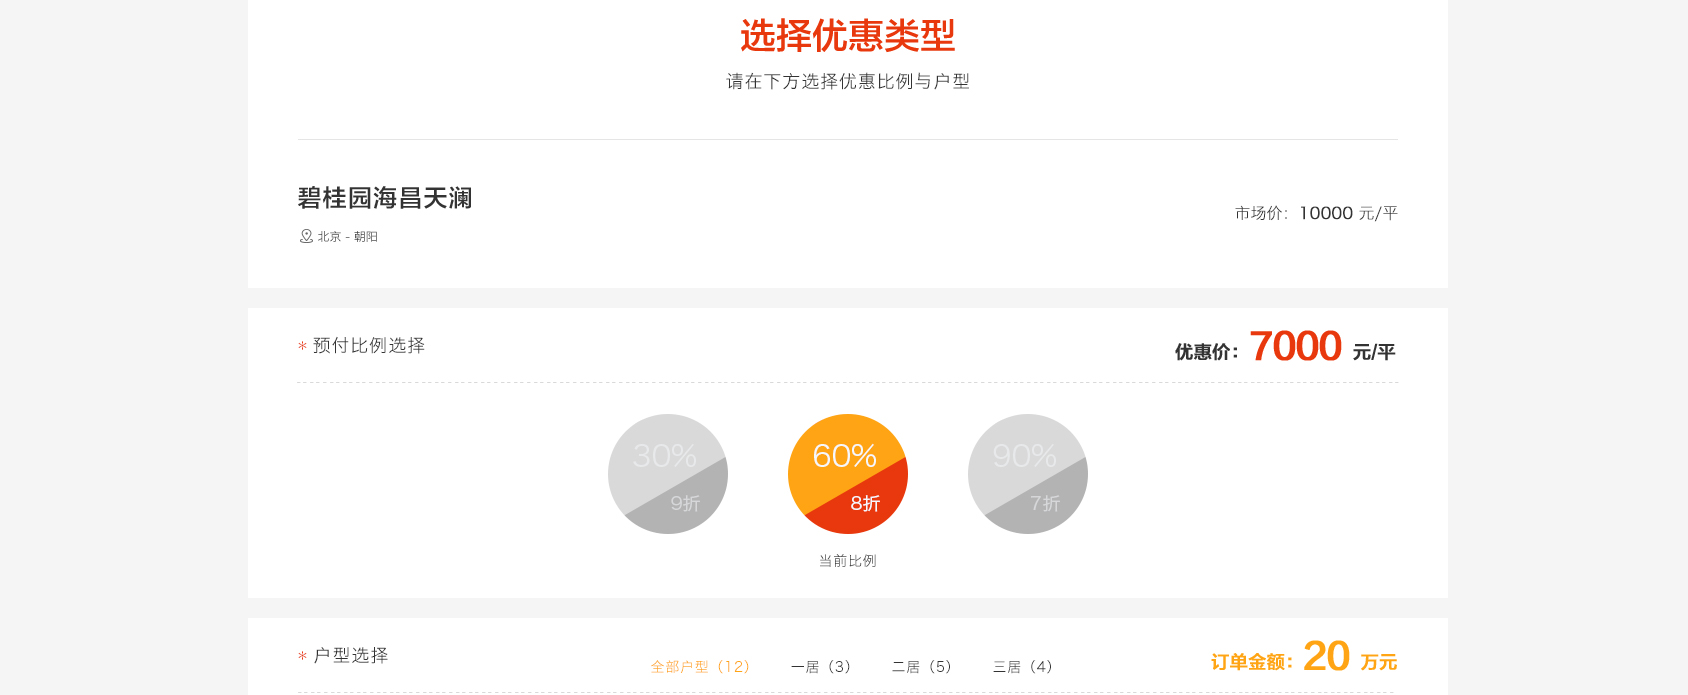 选择优惠类型
请在下方选择优惠比例与户型
碧桂园海昌天澜
市场价：10000 元/平
北京 - 朝阳
* 预付比例选择
优惠价：7000 元/平
30%
9折
60%
8折
90%
7折
当前比例
* 户型选择
全部户型（12） 一居（3） 二居（5） 三居（4）
订单金额：20 万元